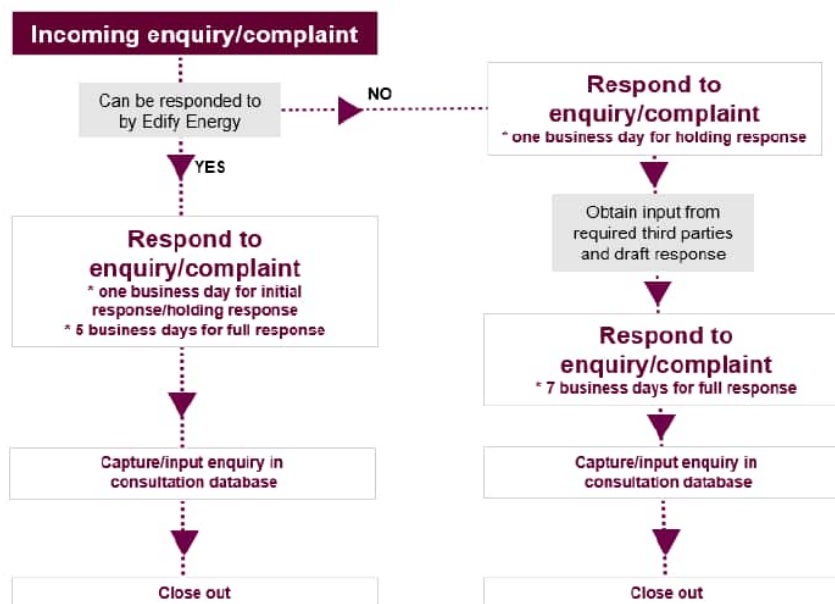 Incoming enquiry/complaint
Can be responded to
by Edify Energy
NO
YES
Respond to
enquiry/complaint
* one business day for initial
response/holding response
* 5 business days for full response
Capture/input enquiry in
consultation database
Close out
Respond to
enquiry/complaint
* one business day for holding response
Obtain input from
required third parties
and draft response
Respond to
enquiry/complaint
* 7 business days for full response
Capture/input enquiry in
consultation database
Close out